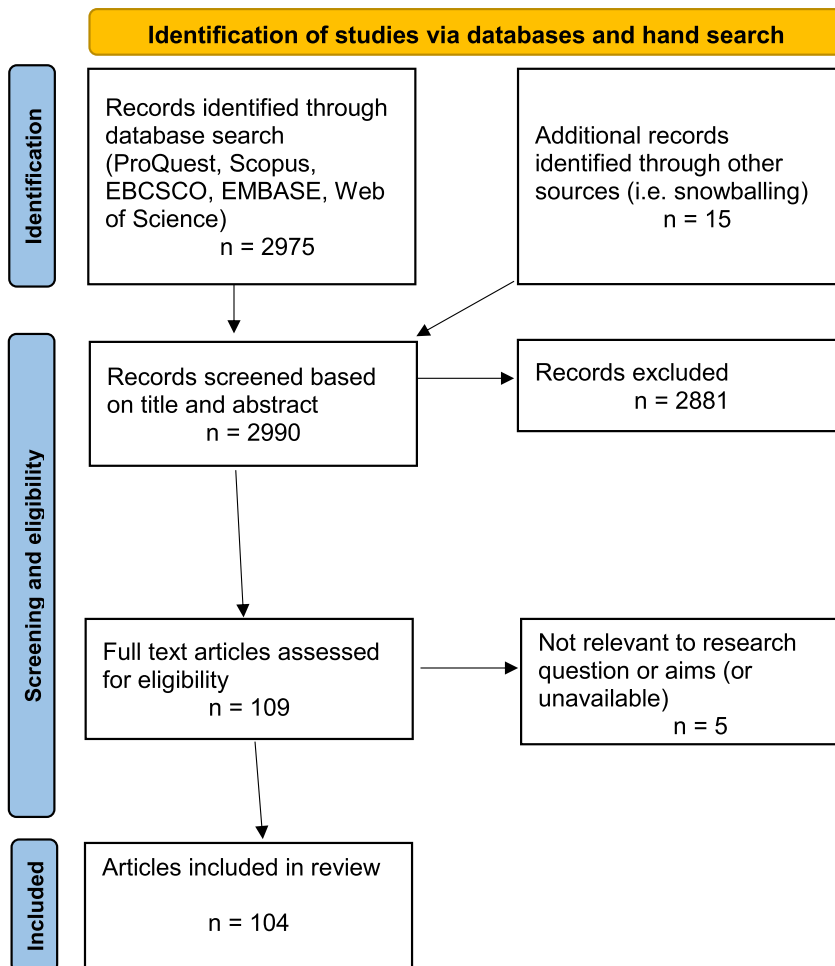 Identification of studies via databases and hand search
Identification
Records identified through
database search
(ProQuest, Scopus,
EBCSCO, EMBASE, Web
of Science)
n = 2975
Additional records
identified through other
sources (i.e. snowballing)
n = 15
Screening and eligibility
Records screened based
on title and abstract
n = 2990
Records excluded
n = 2881
Full text articles assessed
for eligibility
n = 109
Not relevant to research
question or aims (or
unavailable)
n = 5
Included
Articles included in review
n = 104